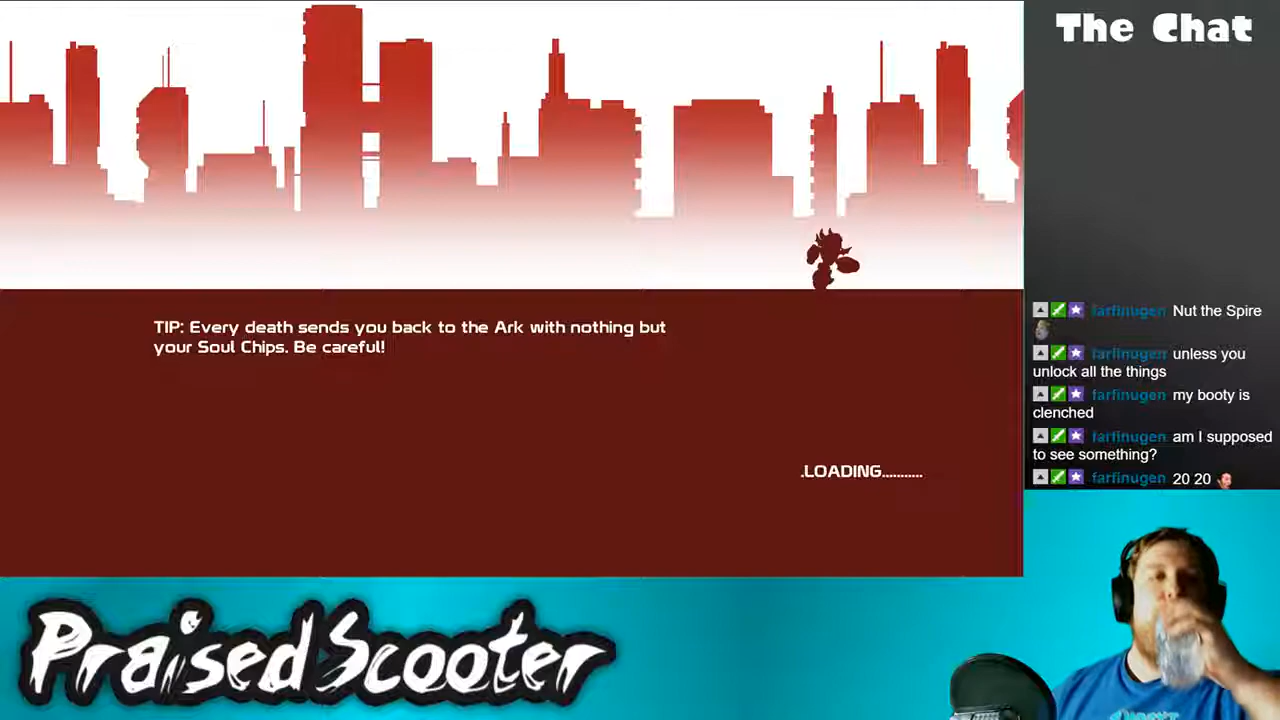 The Chat
TIP: Every death sends you back to the Ark with nothing but
your Soul Chips. Be careful!
.LOADING...........
farfinugen Nut the Spire
farfinugen unless you
unlock all the things
farfinugen my booty is
clenched
farfinugen am I supposed
to see something?
farfinugen 20 20
Praised Scooter